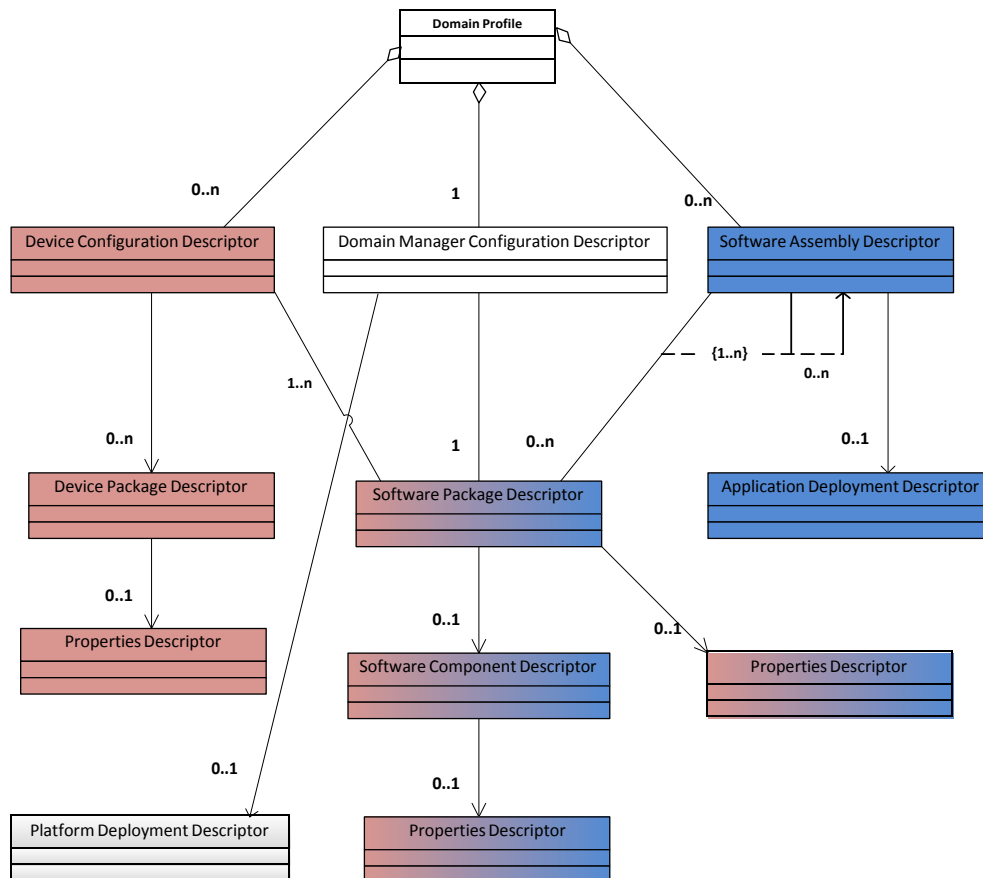 Domain Profile
0..n
1
0..n
Device Configuration Descriptor
Domain Manager Configuration Descriptor
Software Assembly Descriptor
{1..n}
0..n
1..n
0..n
1
0..n
0..1
Device Package Descriptor
Software Package Descriptor
Application Deployment Descriptor
0..1
0..1
0..1
Properties Descriptor
Software Component Descriptor
Properties Descriptor
0..1
0..1
Platform Deployment Descriptor
Properties Descriptor